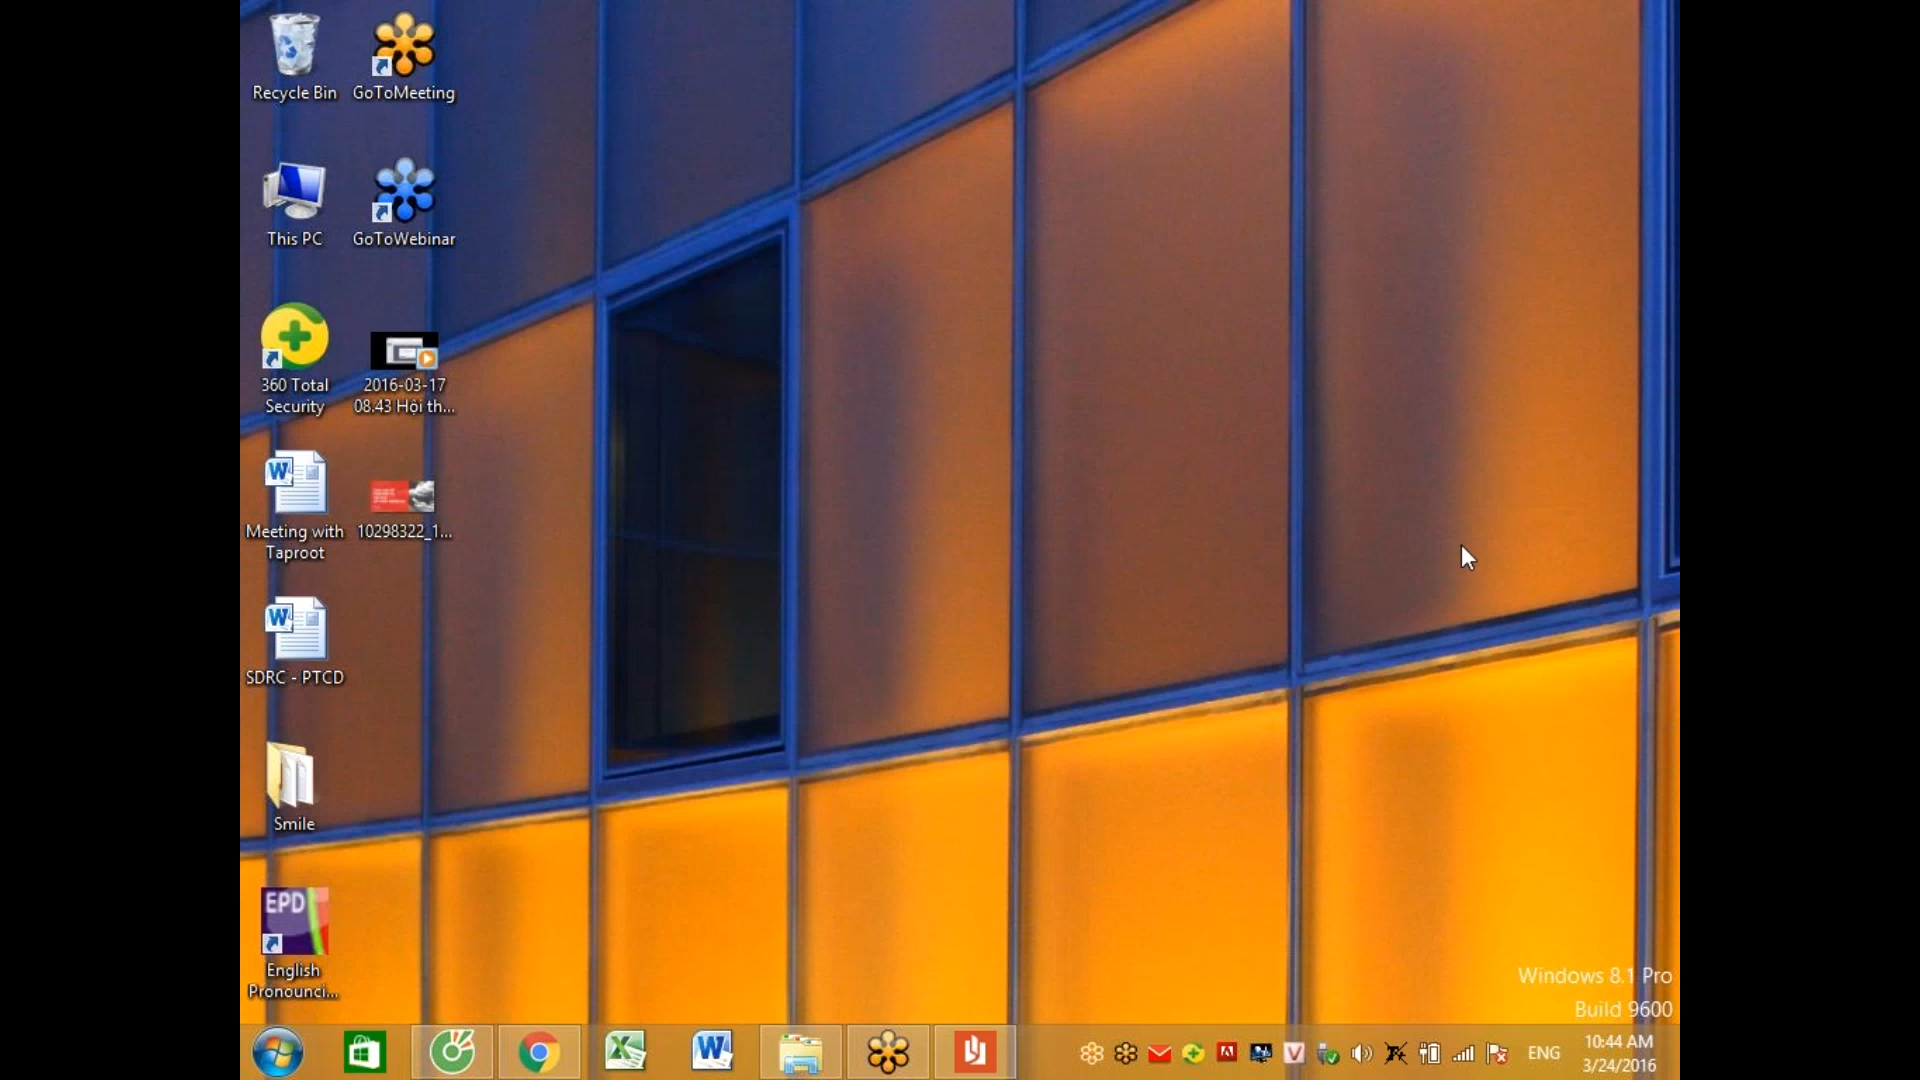 Recycle Bin
GoToMeeting
This PC
GoToWebinar
360 Total
Security
2016-03-17
08.43 Hội th...
Meeting with
Taproot
10298322_1...
SDRC - PTCD
Smile
EPD
English
Pronounci...
Windows 8.1 Pro
Build 9600
ENG
10:44 AM
3/24/2016